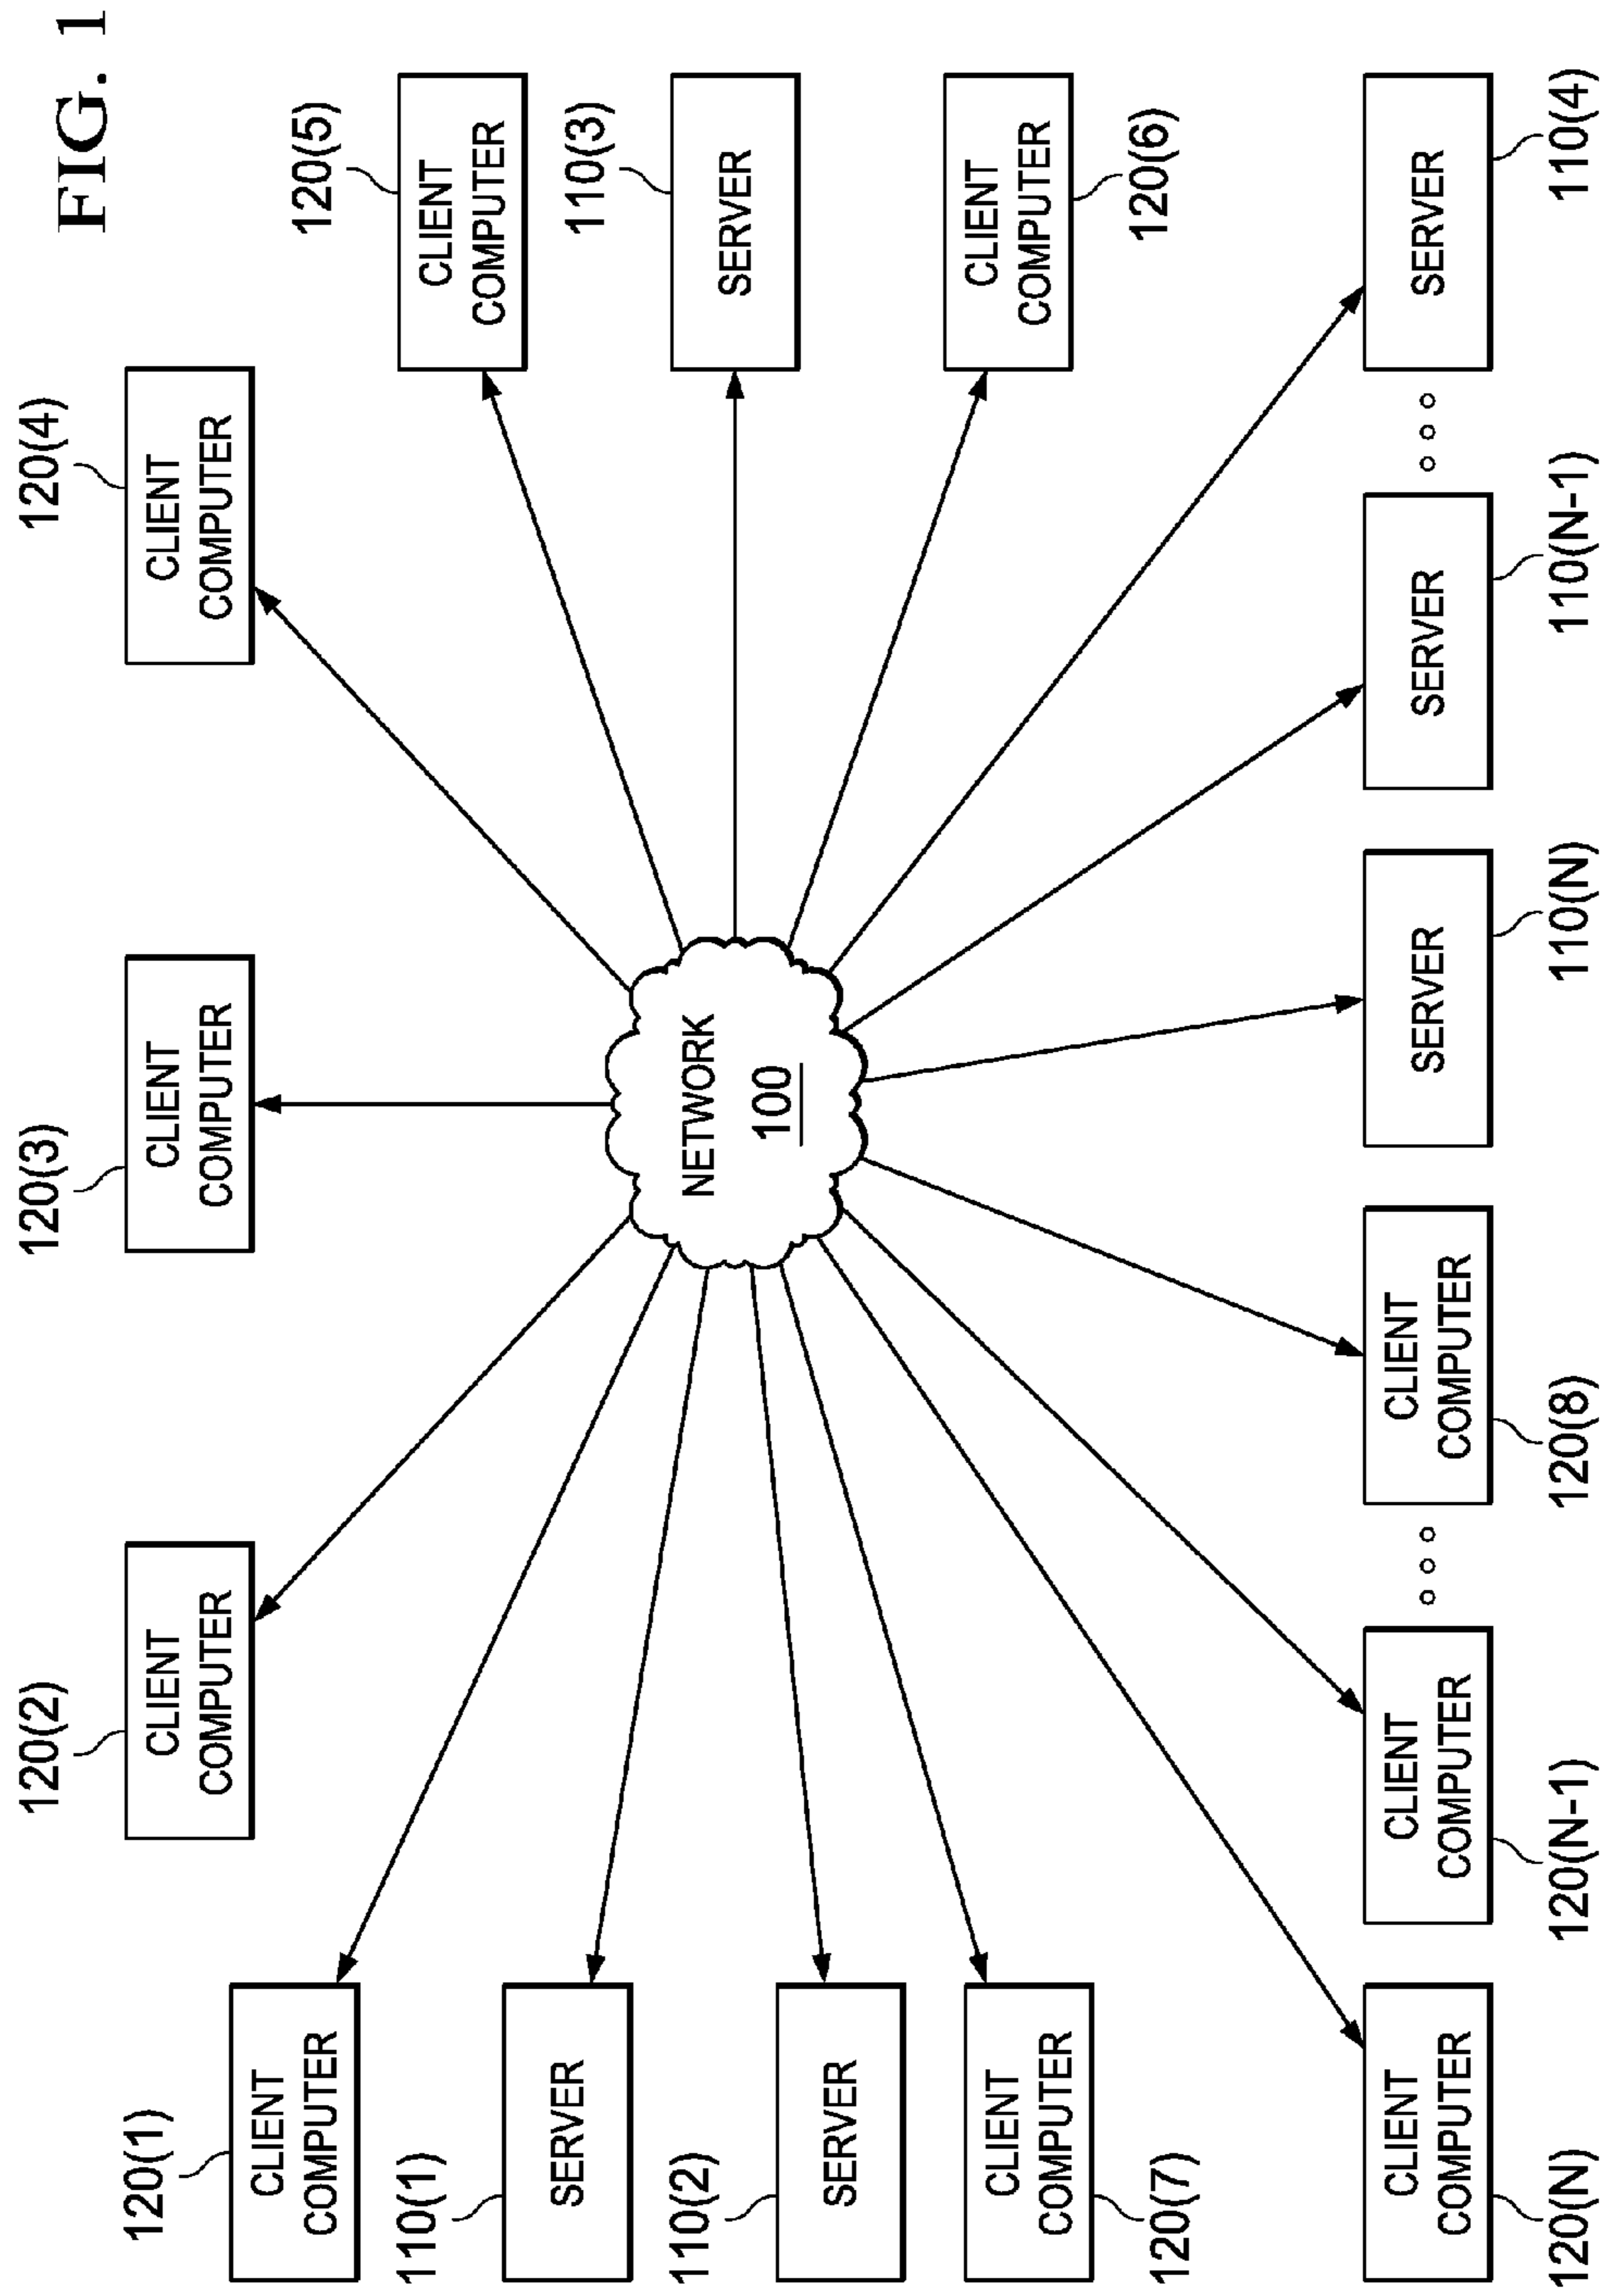 FIG. 1
120(2)
CLIENT
COMPUTER
120(3)
CLIENT
COMPUTER
120(4)
CLIENT
COMPUTER
120(1)
CLIENT
COMPUTER
120(5)
CLIENT
COMPUTER
110(1)
SERVER
NETWORK
100
110(3)
SERVER
110(2)
SERVER
CLIENT
COMPUTER
120(7)
CLIENT
COMPUTER
120(6)
CLIENT
COMPUTER
120(N)
CLIENT
COMPUTER
120(N-1)
CLIENT
COMPUTER
120(8)
SERVER
110(N)
SERVER
110(N-1)
SERVER
110(4)